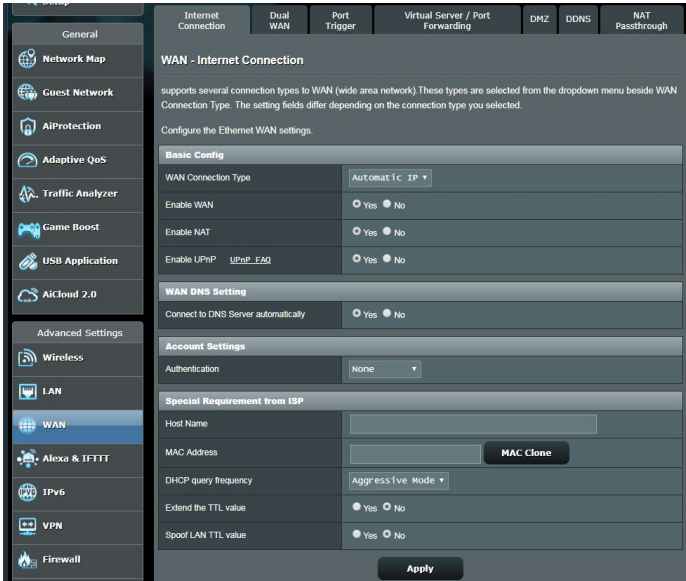 Internet Connection
Dual WAN
Port Trigger
Virtual Server / Port Forwarding
DMZ
DDNS
NAT Passthrough
General
Network Map
Guest Network
AiProtection
Adaptive QoS
Traffic Analyzer
Game Boost
USB Application
AiCloud 2.0
Advanced Settings
Wireless
LAN
WAN
Alexa & IFTTT
IPv6
VPN
Firewall
WAN - Internet Connection
supports several connection types to WAN (wide area network).These types are selected from the dropdown menu beside WAN
Connection Type. The setting fields differ depending on the connection type you selected.
Configure the Ethernet WAN settings.
Basic Config
WAN Connection Type Automatic IP
Enable WAN Yes No
Enable NAT Yes No
Enable UPnP UPnP FAQ Yes No
WAN DNS Setting
Connect to DNS Server automatically Yes No
Account Settings
Authentication None
Special Requirement from ISP
Host Name
MAC Address MAC Clone
DHCP query frequency Aggressive Mode
Extend the TTL value Yes No
Spoof LAN TTL value Yes No
Apply